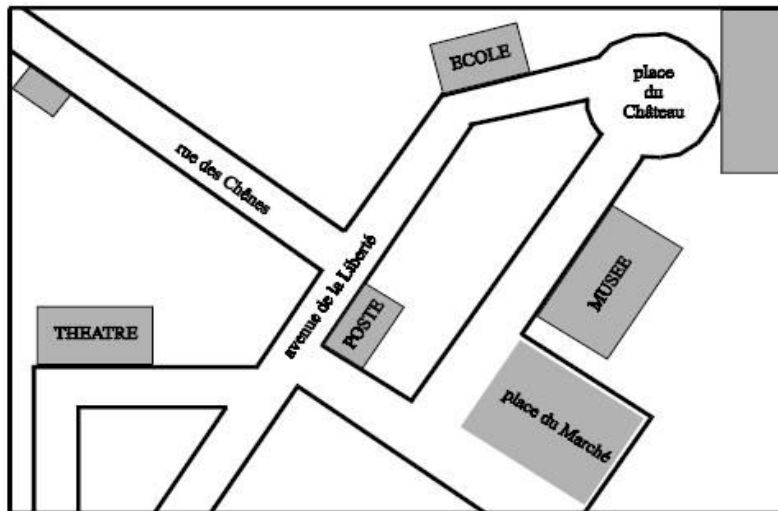 ECOLE
place
du
Château
rue des Chênes
avenue de la Liberté
MUSEE
POSTE
THEATRE
place du Marché